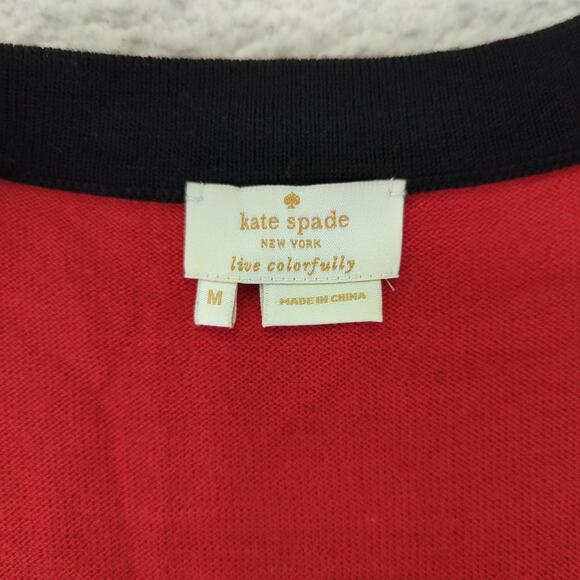 kate spade
NEW YORK
live colorfully
M
MADE IN CHINA